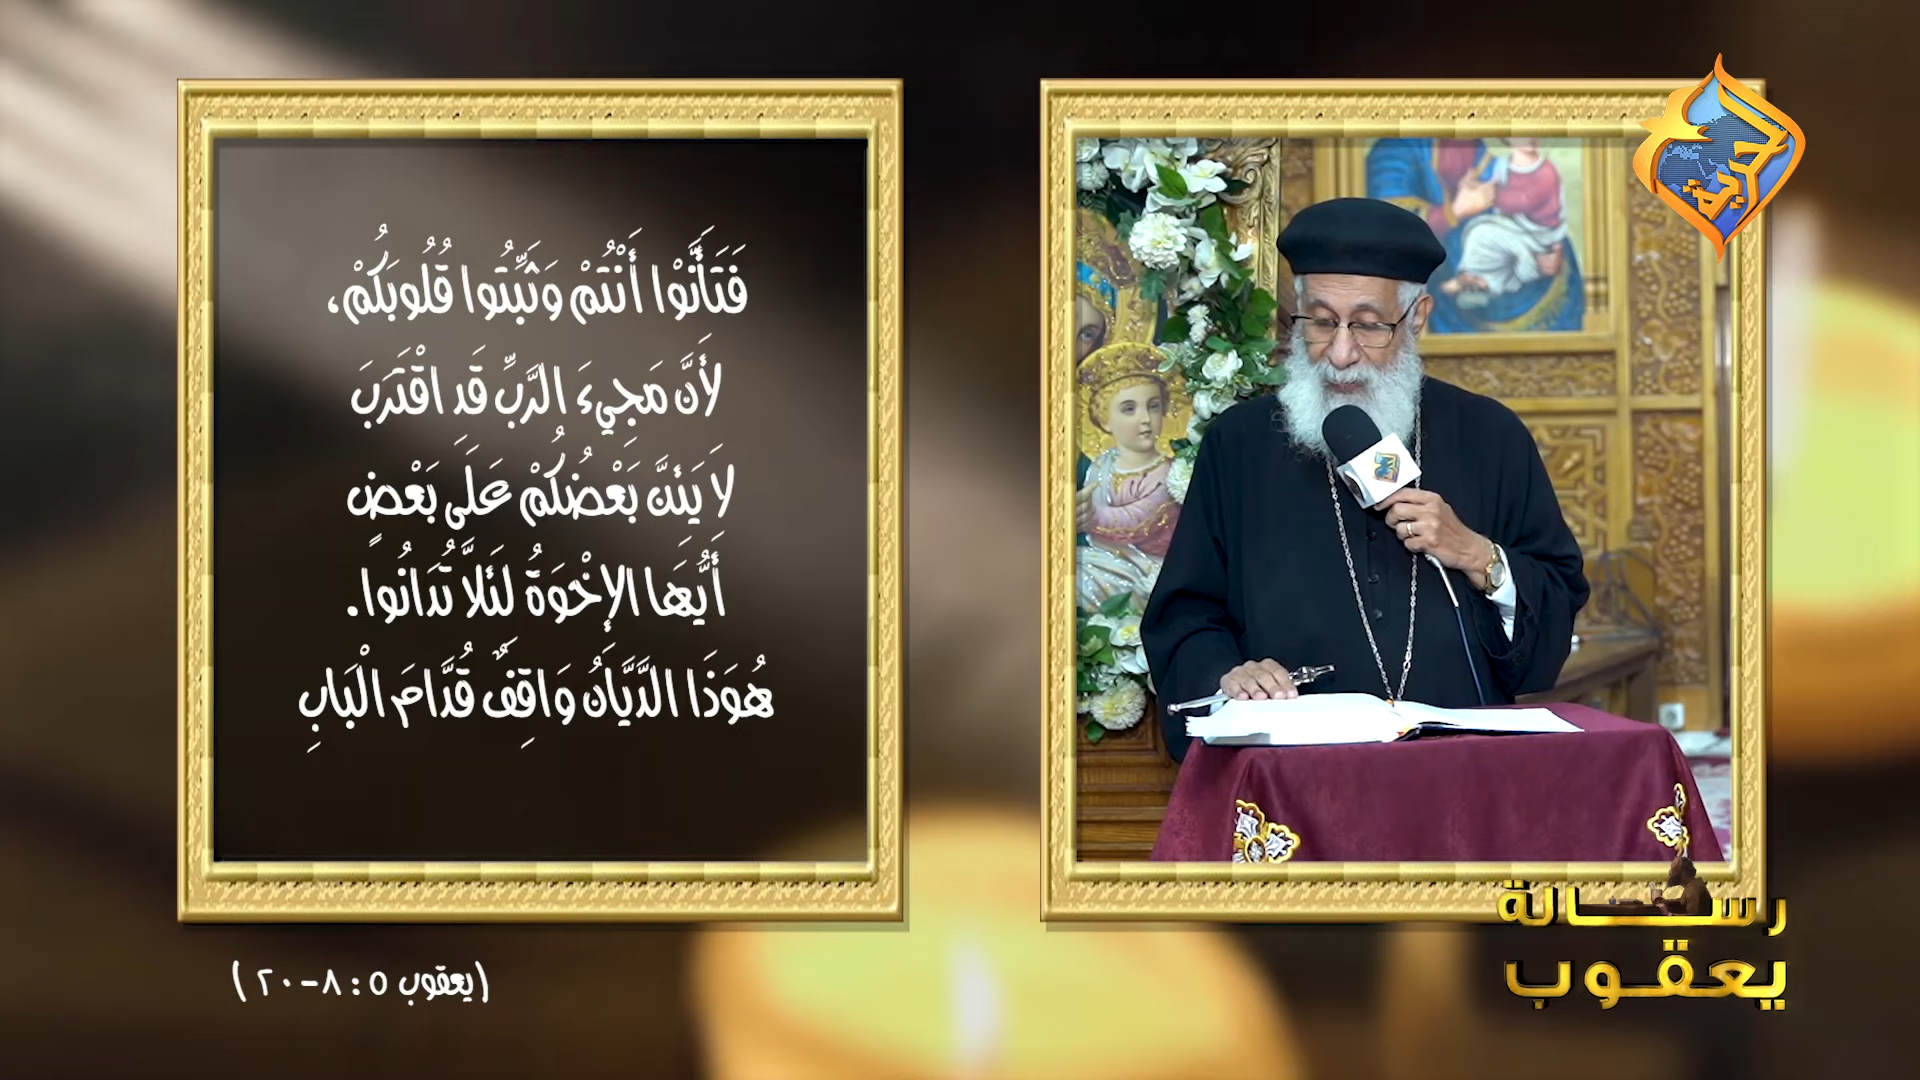 فَتَأَنَّوْا أَنْتُمْ وَثَبِّتُوا قُلُوبَكُمْ،
لأَنَّ مَجِيءَ الرَّبِّ قَدِ اقْتَرَبَ
لاَ يَئِنَّ بَعْضُكُمْ عَلَى بَعْضٍ
أَيُّهَا الإِخْوَةُ لِئَلاَّ تُدَانُوا.
هُوَذَا الدَّيَّانُ وَاقِفٌ قُدَّامَ الْبَابِ
(يعقوب ٥ : ٨-٢٠)
الحرية
رسالة
يعقوب